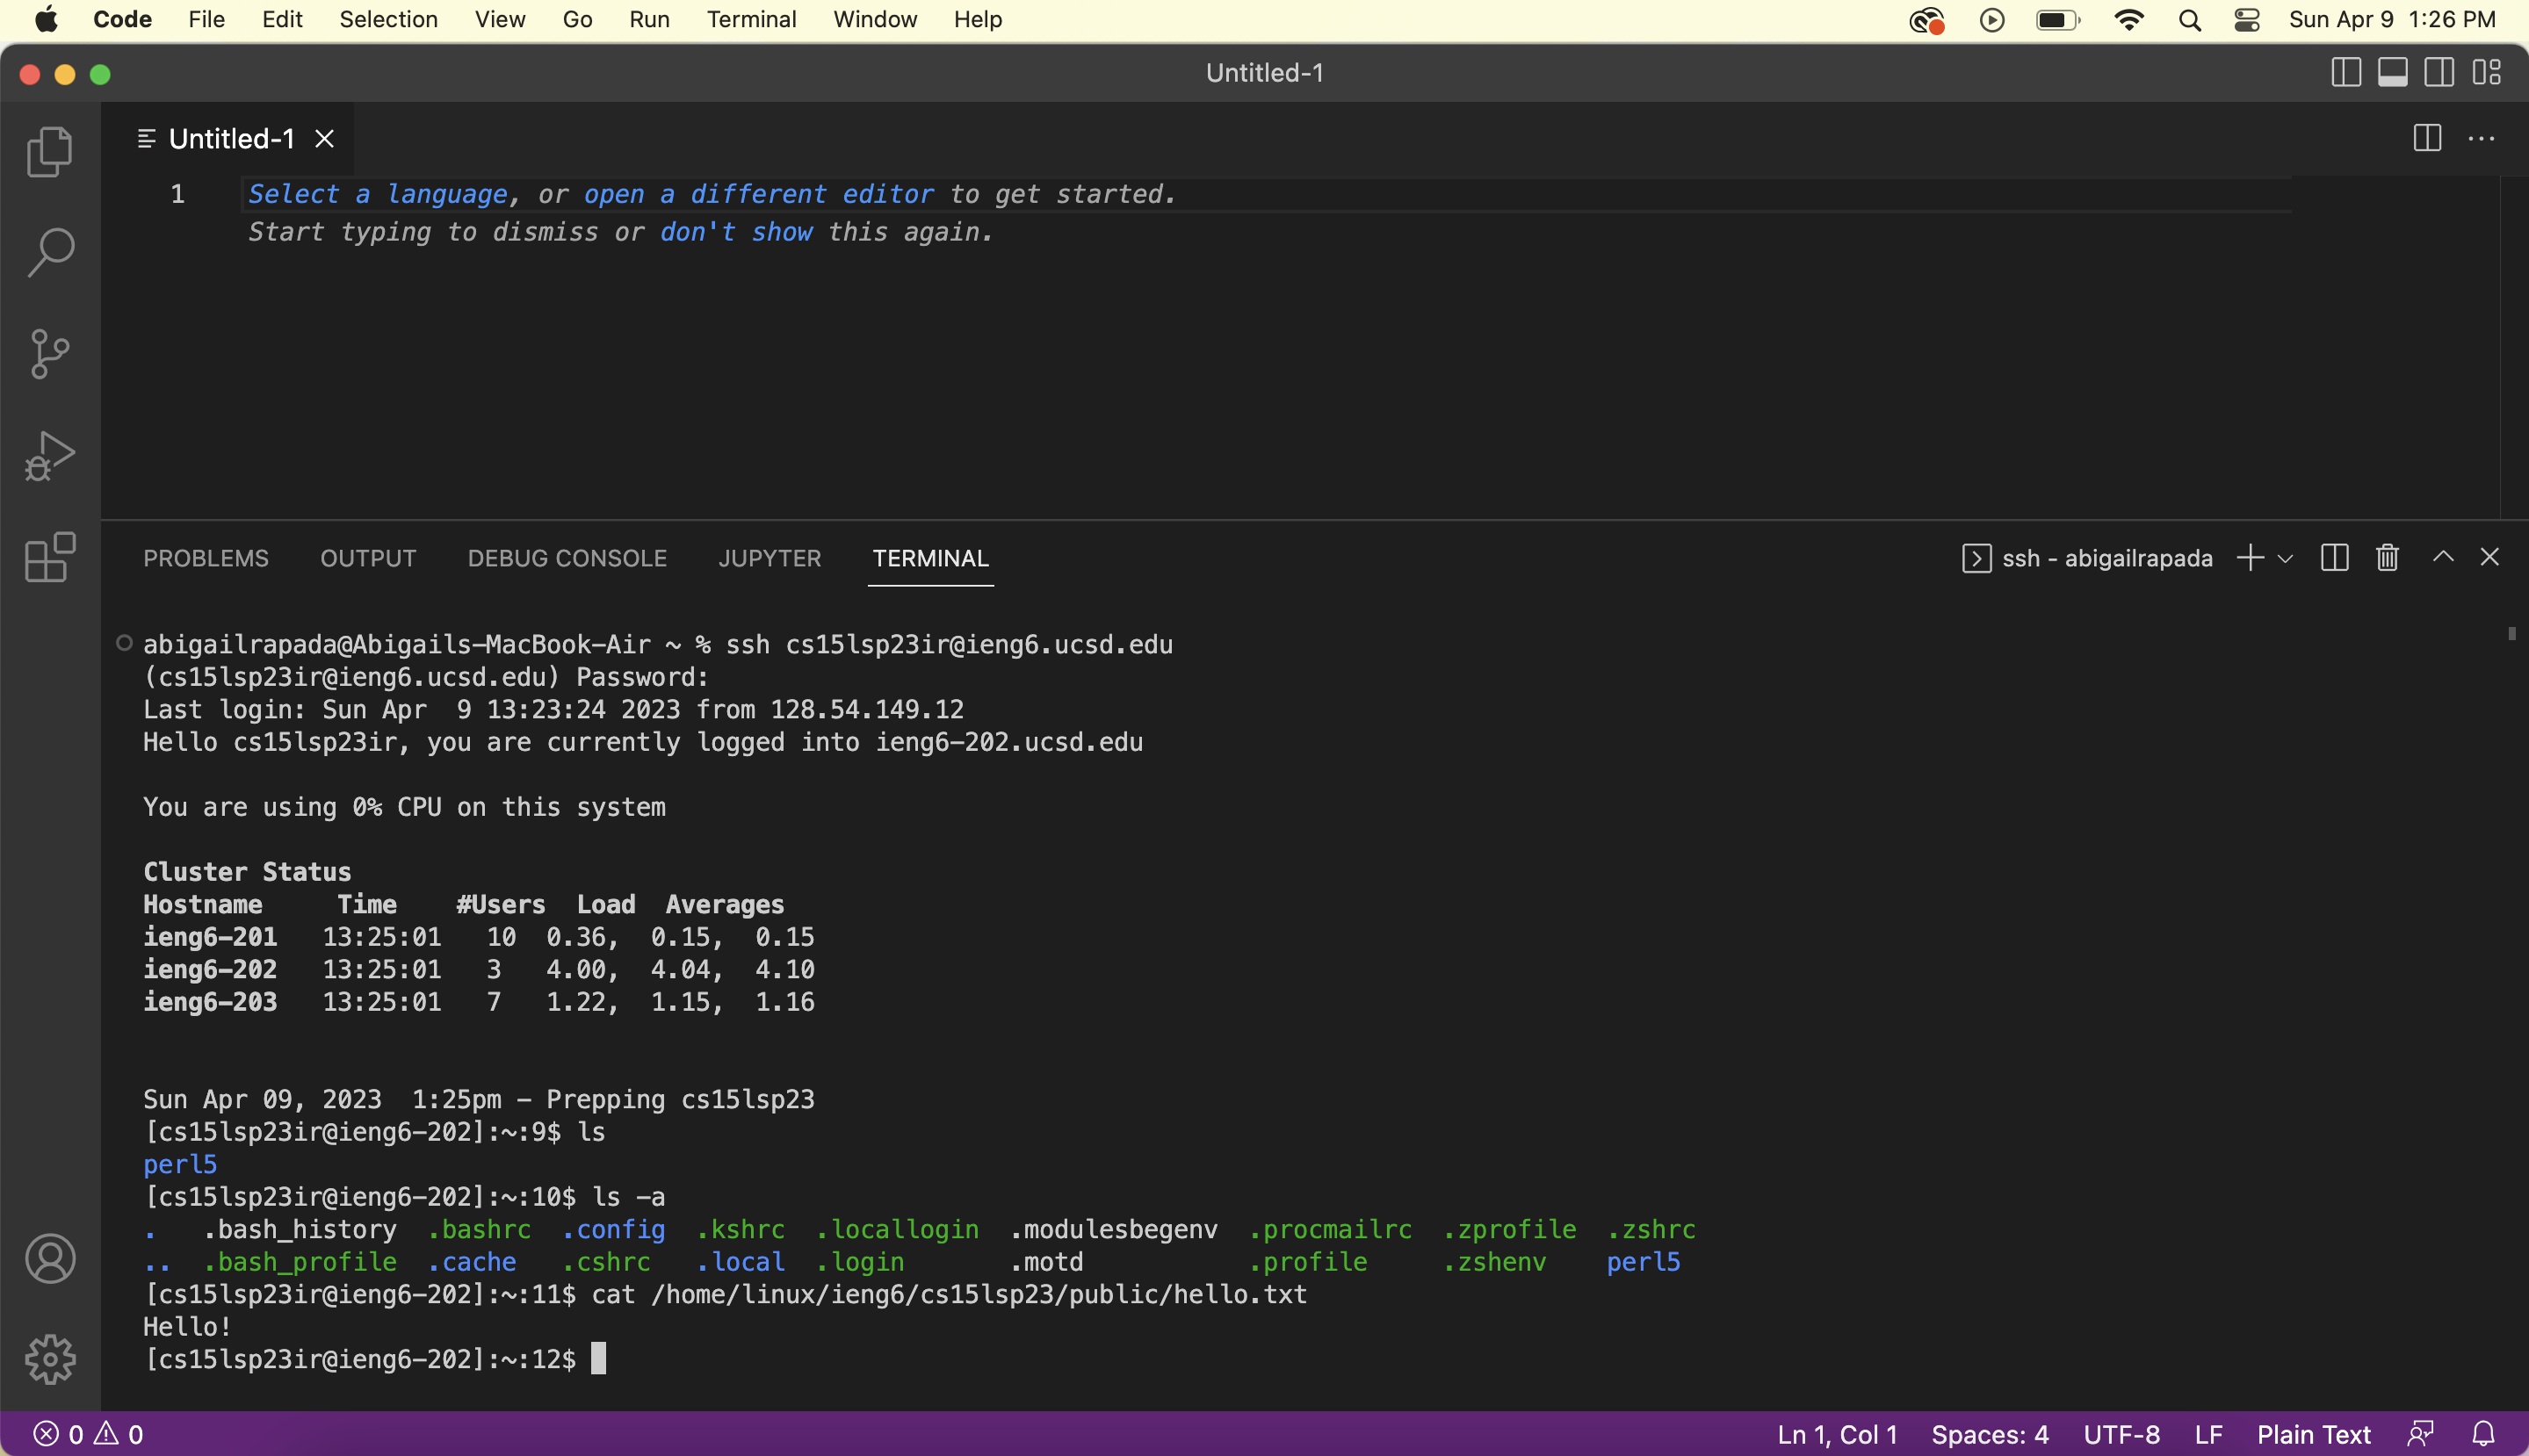 Code File Edit Selection View Go Run Terminal Window Help Sun Apr 9 1:26 PM
Untitled-1
Untitled-1
1 Select a language, or open a different editor to get started.
Start typing to dismiss or don't show this again.
PROBLEMS OUTPUT DEBUG CONSOLE JUPYTER TERMINAL ssh - abigailrapada
abigailrapada@Abigails-MacBook-Air ~ % ssh cs15lsp23ir@ieng6.ucsd.edu
(cs15lsp23ir@ieng6.ucsd.edu) Password:
Last login: Sun Apr  9 13:23:24 2023 from 128.54.149.12
Hello cs15lsp23ir, you are currently logged into ieng6-202.ucsd.edu
You are using 0% CPU on this system
Cluster Status
Hostname     Time    #Users  Load  Averages
ieng6-201   13:25:01   10  0.36,  0.15,  0.15
ieng6-202   13:25:01   3   4.00,  4.04,  4.10
ieng6-203   13:25:01   7   1.22,  1.15,  1.16
Sun Apr 09, 2023  1:25pm - Prepping cs15lsp23
[cs15lsp23ir@ieng6-202]:~:9$ ls
perl5
[cs15lsp23ir@ieng6-202]:~:10$ ls -a
.   .bash_history  .bashrc  .config  .kshrc  .locallogin  .modulesbegenv  .procmailrc  .zprofile  .zshrc
..  .bash_profile  .cache   .cshrc   .local  .login       .motd           .profile     .zshenv    perl5
[cs15lsp23ir@ieng6-202]:~:11$ cat /home/linux/ieng6/cs15lsp23/public/hello.txt
Hello!
[cs15lsp23ir@ieng6-202]:~:12$
0 0 Ln 1, Col 1 Spaces: 4 UTF-8 LF Plain Text